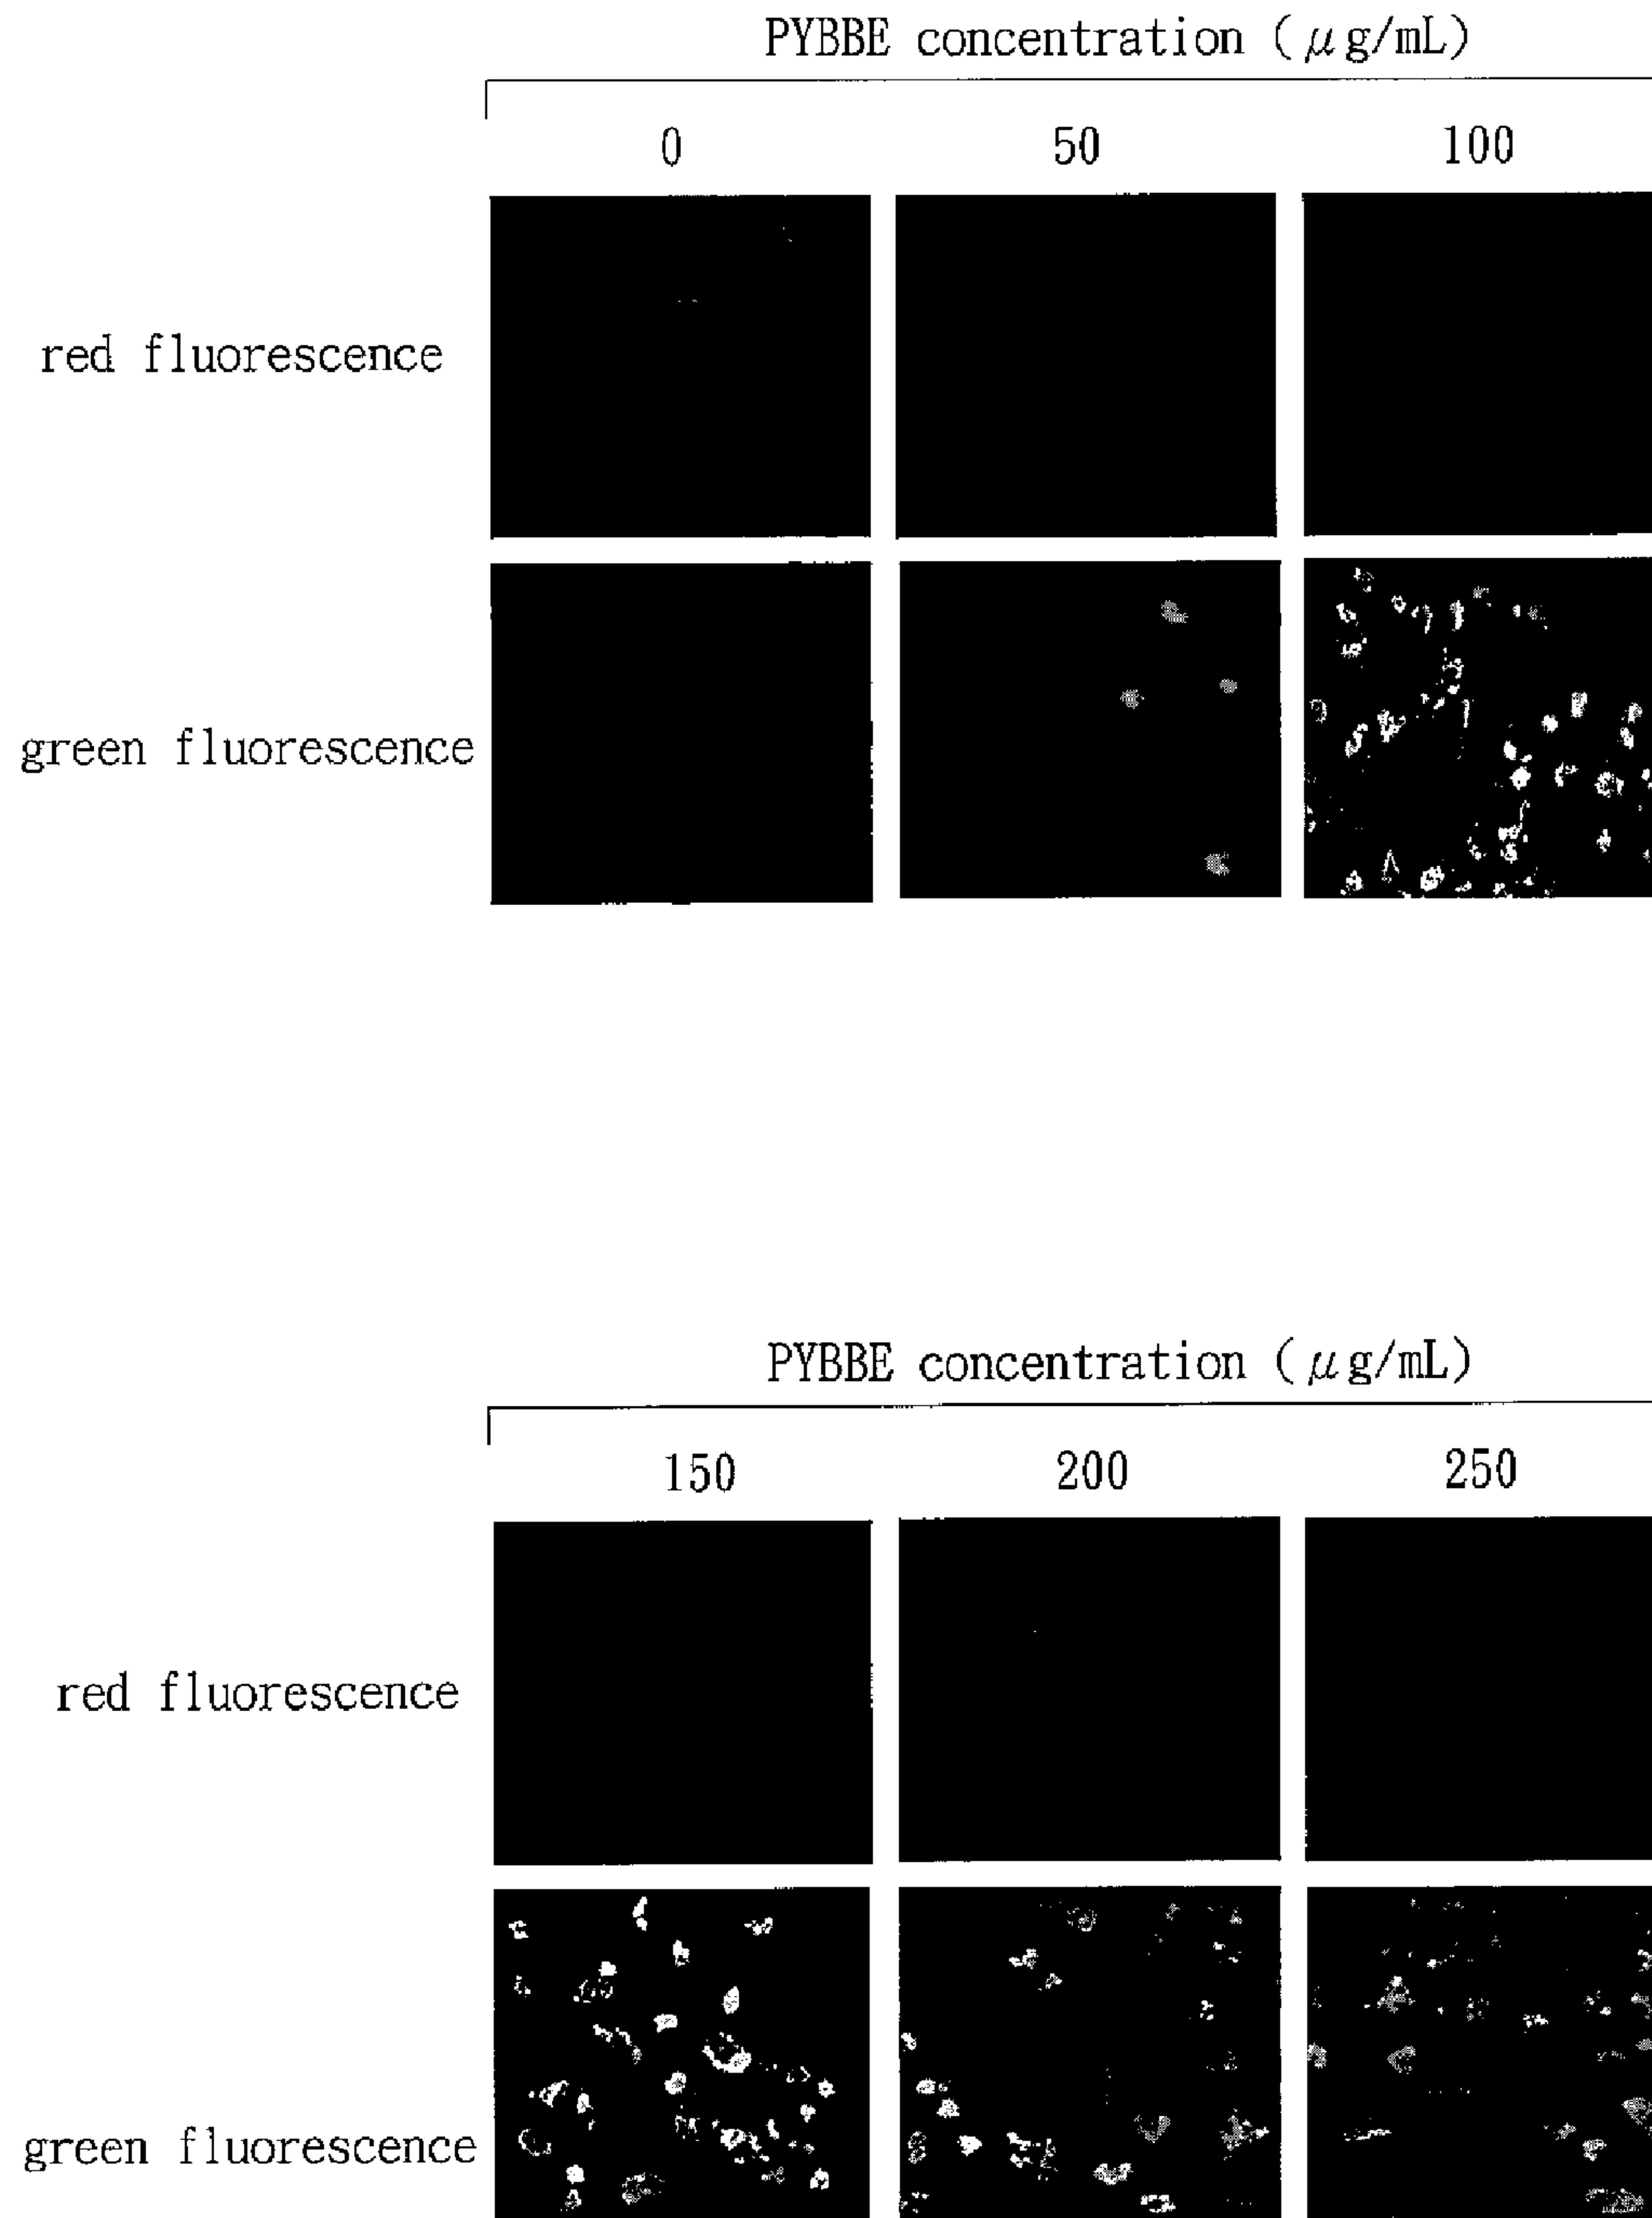 PYBBE concentration (μg/mL)
0 50 100
red fluorescence
green fluorescence
PYBBE concentration (μg/mL)
150 200 250
red fluorescence
green fluorescence